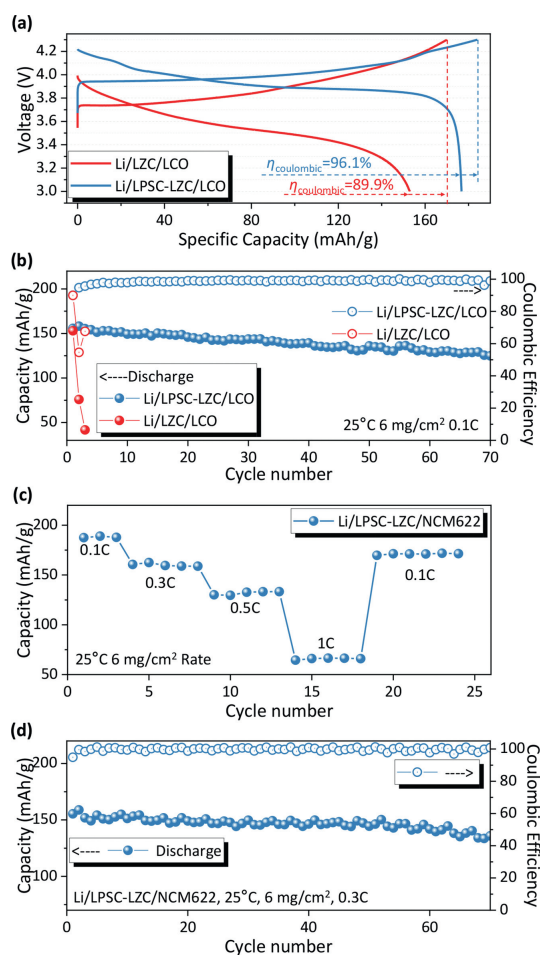 (a)
4.2
4.0
3.8
3.6
3.4
3.2
3.0
Voltage (V)
Li/LZC/LCO
Li/LPSC-LZC/LCO
ηcoulombic=96.1%
ηcoulombic=89.9%
0 40 80 120 160
Specific Capacity (mAh/g)
(b)
200
150
100
50
Capacity (mAh/g)
100
80
60
40
20
0
Coulomb Efficiency
---->
Li/LPSC-LZC/LCO
Li/LZC/LCO
<----Discharge
Li/LPSC-LZC/LCO
Li/LZC/LCO
25°C 6 mg/cm² 0.1C
0 10 20 30 40 50 60 70
Cycle number
(c)
200
150
100
50
Capacity (mAh/g)
Li/LPSC-LZC/NCM622
0.1C
0.3C
0.5C
1C
0.1C
25°C 6 mg/cm² Rate
0 5 10 15 20 25
Cycle number
(d)
200
150
100
Capacity (mAh/g)
100
80
60
40
20
0
Coulomb Efficiency
---->
<---- Discharge
Li/LPSC-LZC/NCM622, 25°C, 6 mg/cm², 0.3C
0 20 40 60
Cycle number